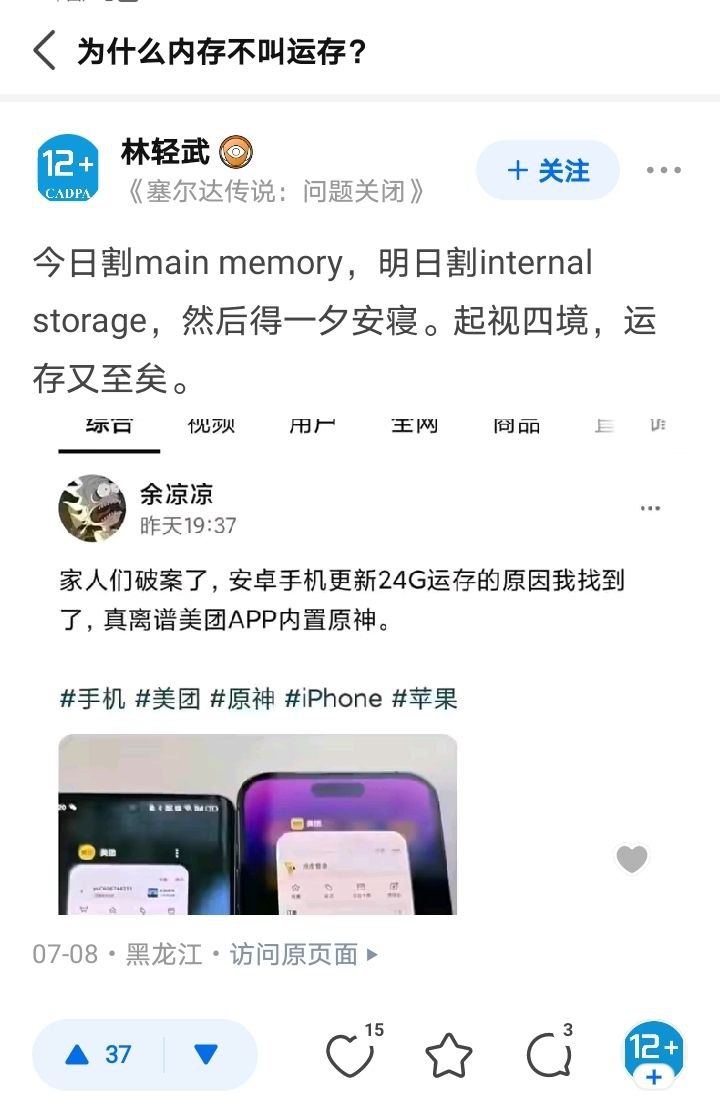 为什么内存不叫运存?
12+
CADPA
林轻武
《塞尔达传说：问题关闭》
+ 关注
今日割main memory，明日割internal
storage，然后得一夕安寝。起视四境，运
存又至矣。
综合 视频 用户 全网 商品
余凉凉
昨天19:37
家人们破案了，安卓手机更新24G运存的原因我找到
了，真离谱美团APP内置原神。
#手机 #美团 #原神 #iPhone #苹果
美团
美团
07-08 · 黑龙江 · 访问原页面
37
15
3
12+